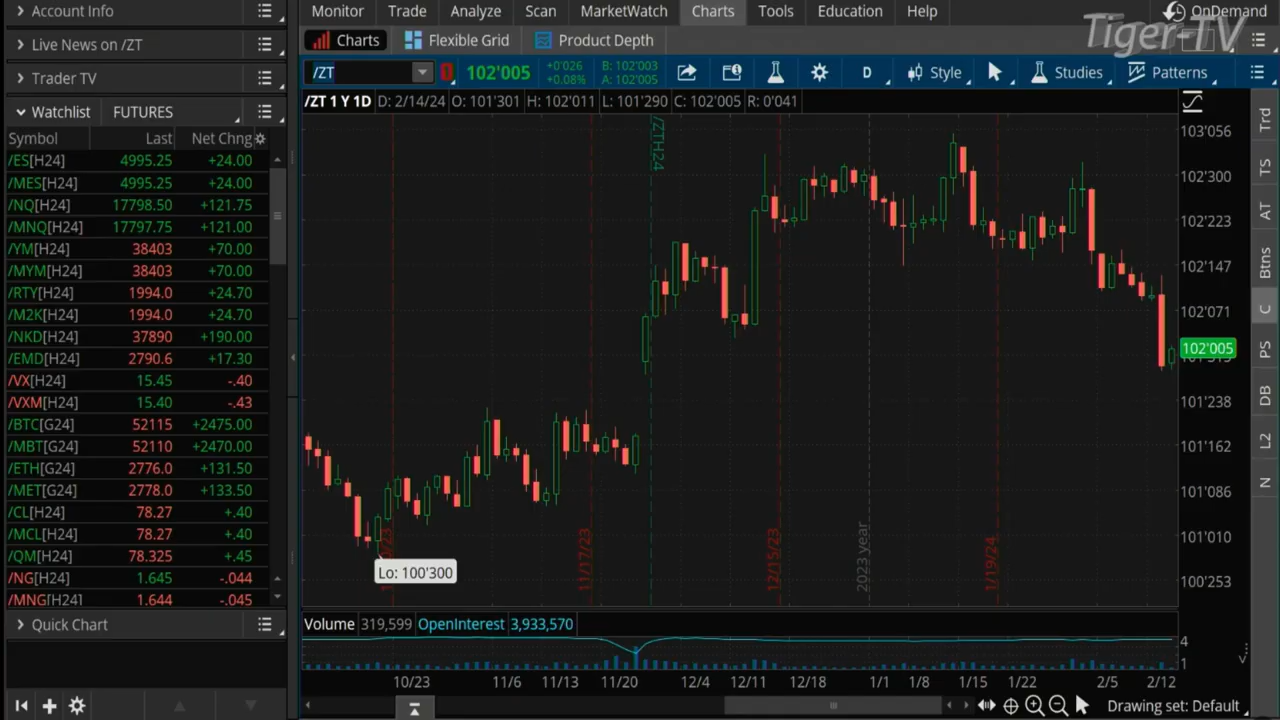 Account Info
Monitor Trade Analyze Scan MarketWatch Charts Tools Education Help OnDemand
Tiger-TV
Live News on /ZT
Charts Flexible Grid Product Depth
Trader TV
/ZT 102'005 +0'026 +0.08% B: 102'003 A: 102'005 D Style Studies Patterns
Watchlist FUTURES
/ZT 1 Y 1D D: 2/14/24 O: 101'301 H: 102'011 L: 101'290 C: 102'005 R: 0'041
Symbol Last Net Chng
/ES[H24] 4995.25 +24.00
/MES[H24] 4995.25 +24.00
/NQ[H24] 17798.50 +121.75
/MNQ[H24] 17797.75 +121.00
/YM[H24] 38403 +70.00
/MYM[H24] 38403 +70.00
/RTY[H24] 1994.0 +24.70
/M2K[H24] 1994.0 +24.70
/NKD[H24] 37890 +190.00
/EMD[H24] 2790.6 +17.30
/VX[H24] 15.45 -.40
/VXM[H24] 15.40 -.43
/BTC[G24] 52115 +2475.00
/MBT[G24] 52110 +2470.00
/ETH[G24] 2776.0 +131.50
/MET[G24] 2778.0 +133.50
/CL[H24] 78.27 +.40
/MCL[H24] 78.27 +.40
/QM[H24] 78.325 +.45
/NG[H24] 1.645 -.044
/MNG[H24] 1.644 -.045
Quick Chart
/ZTH24
103'056
102'300
102'223
102'147
102'071
102'005
101'238
101'162
101'086
101'010
100'253
Lo: 100'300
11/17/23
12/15/23
2023 year
1/19/24
Volume 319,599 OpenInterest 3,933,570
4
1
10/23 11/6 11/13 11/20 12/4 12/11 12/18 1/1 1/8 1/15 1/22 2/5 2/12
Drawing set: Default
Trd
TS
AT
Btns
C
PS
DB
L2
N